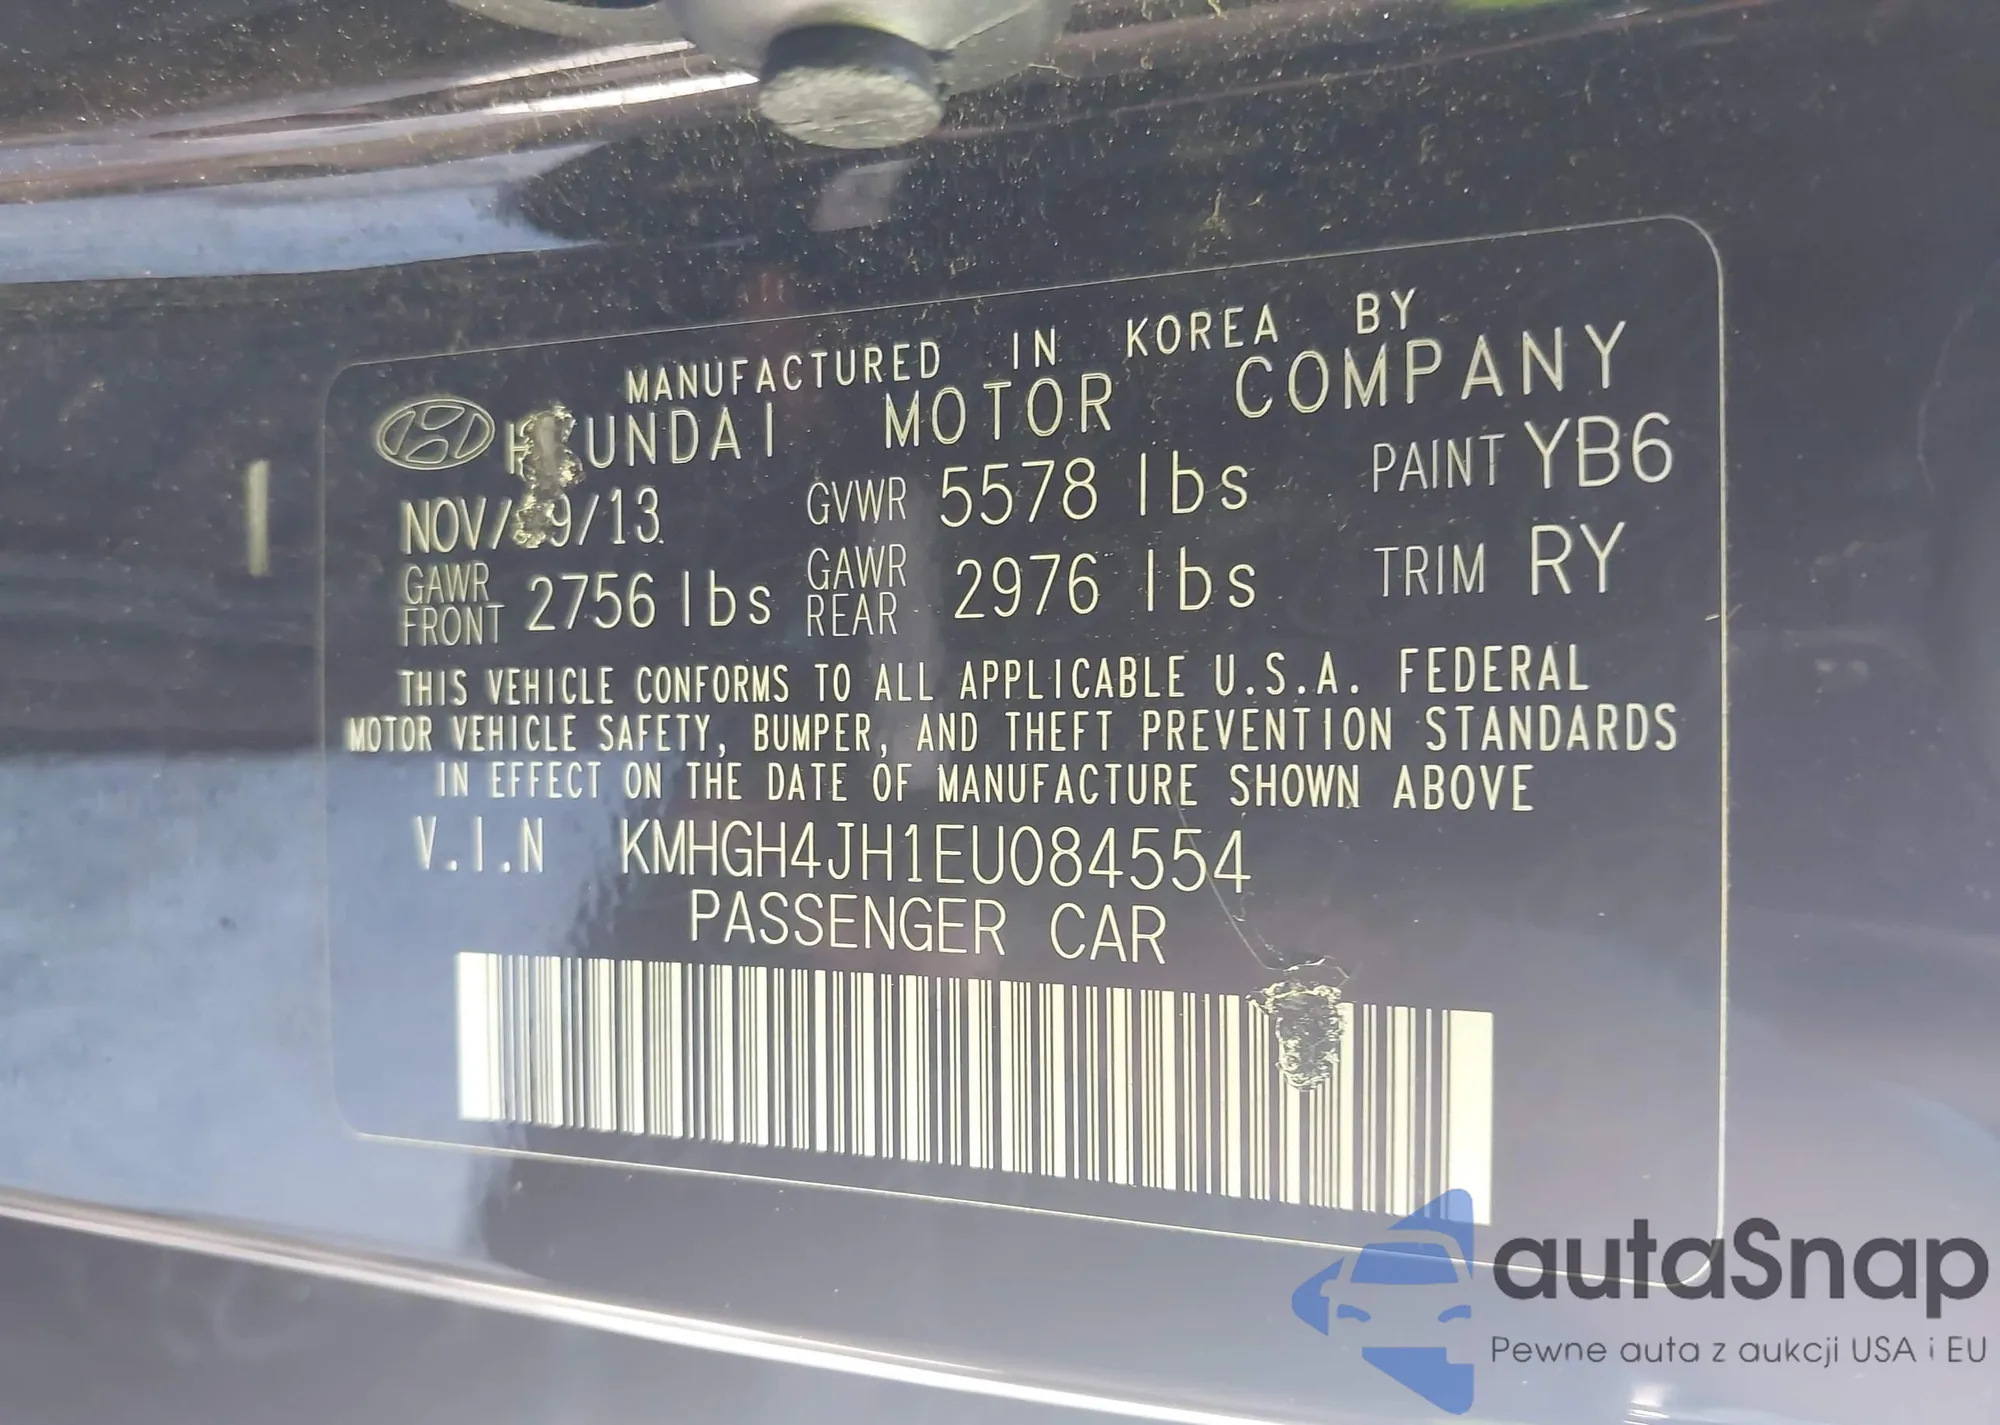 MANUFACTURED IN KOREA BY
HYUNDAI MOTOR COMPANY
GVWR 5578 lbs PAINT YB6
GAWR FRONT 2756 lbs GAWR REAR 2976 lbs TRIM RY
THIS VEHICLE CONFORMS TO ALL APPLICABLE U.S.A. FEDERAL
MOTOR VEHICLE SAFETY, BUMPER, AND THEFT PREVENTION STANDARDS
IN EFFECT ON THE DATE OF MANUFACTURE SHOWN ABOVE
V.I.N KMHGH4JH1EU084554
PASSENGER CAR
autaSnap
Pewne auta z aukcji USA i EU